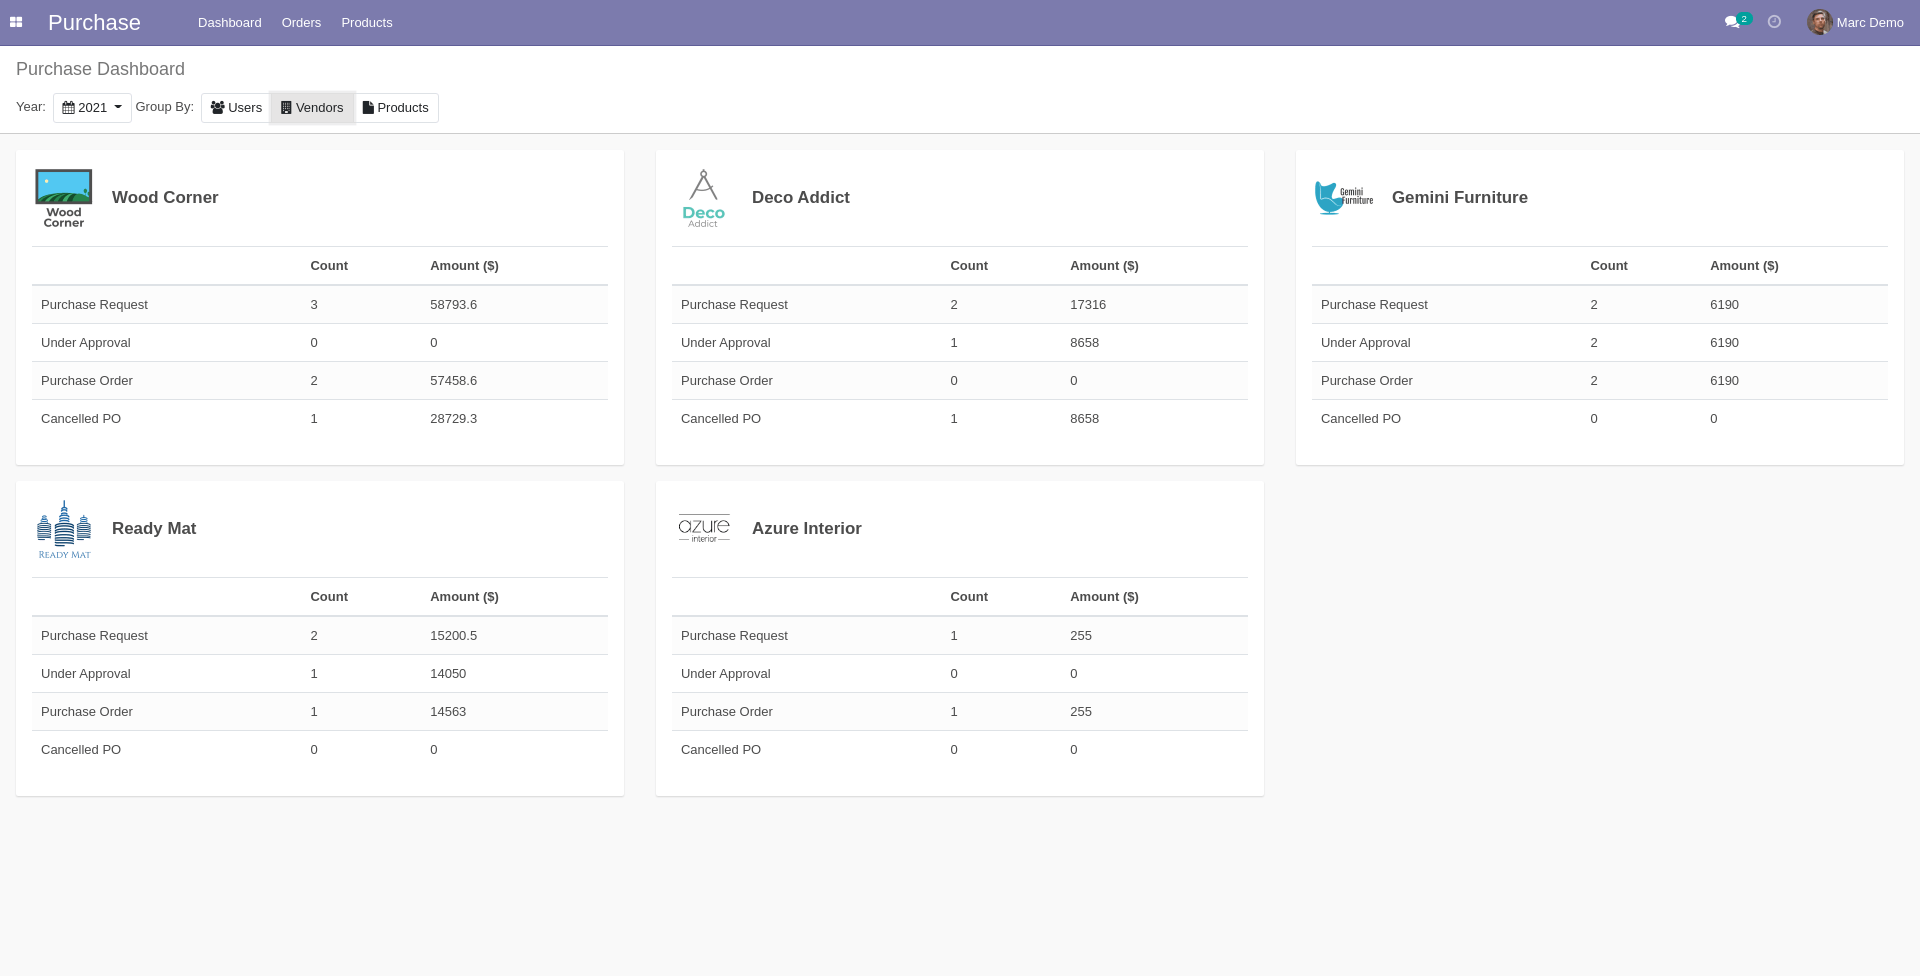 Purchase Dashboard Orders Products 2 Marc Demo
Purchase Dashboard
Year: 2021 Group By: Users Vendors Products
Wood Corner
Wood Corner
Count Amount ($)
Purchase Request 3 58793.6
Under Approval 0 0
Purchase Order 2 57458.6
Cancelled PO 1 28729.3
Deco Addict
Deco Addict
Count Amount ($)
Purchase Request 2 17316
Under Approval 1 8658
Purchase Order 0 0
Cancelled PO 1 8658
Gemini Furniture
Gemini Furniture
Count Amount ($)
Purchase Request 2 6190
Under Approval 2 6190
Purchase Order 2 6190
Cancelled PO 0 0
READY MAT
Ready Mat
Count Amount ($)
Purchase Request 2 15200.5
Under Approval 1 14050
Purchase Order 1 14563
Cancelled PO 0 0
azure interior
Azure Interior
Count Amount ($)
Purchase Request 1 255
Under Approval 0 0
Purchase Order 1 255
Cancelled PO 0 0